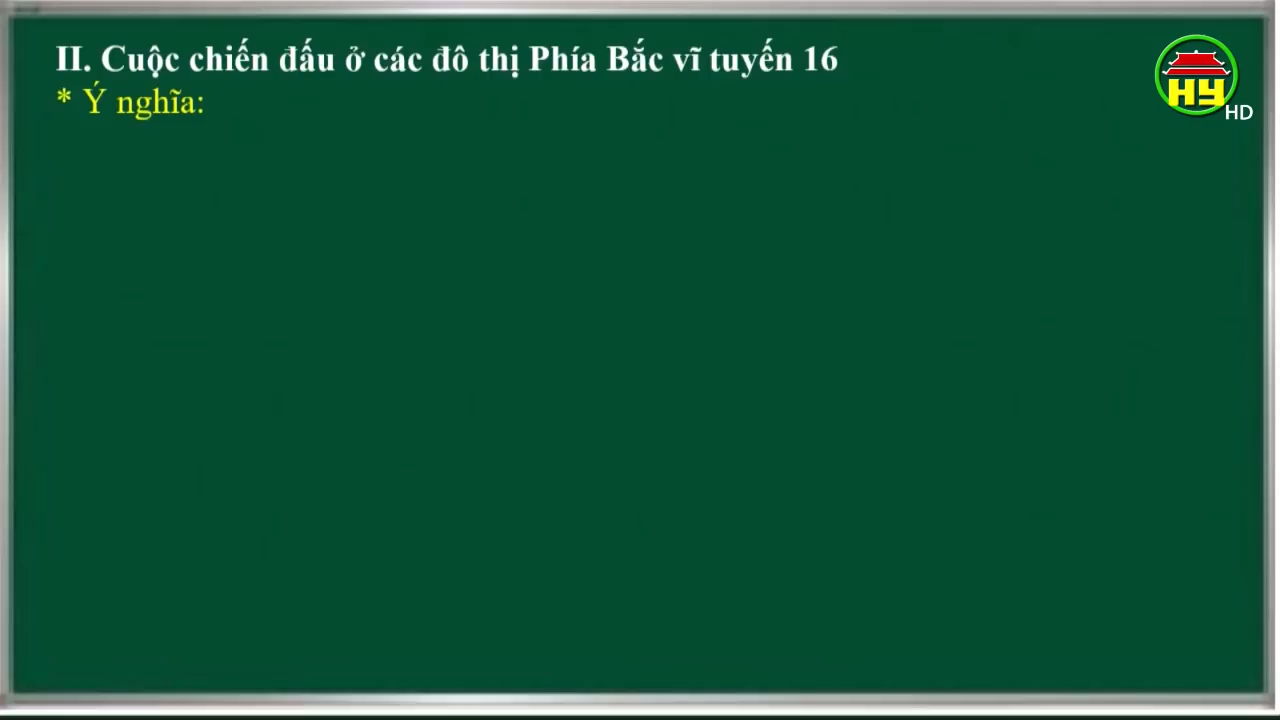 II. Cuộc chiến đấu ở các đô thị Phía Bắc vĩ tuyến 16
* Ý nghĩa:
HY
HD